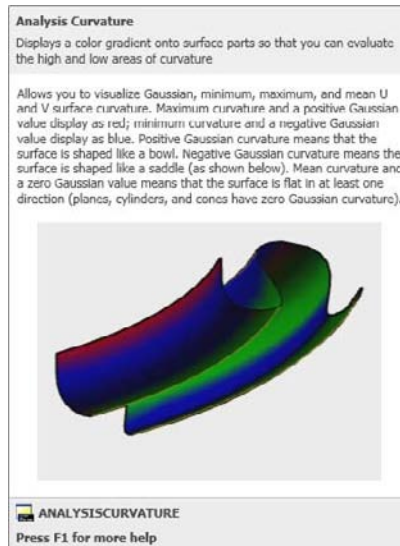 Analysis Curvature
Displays a color gradient onto surface parts so that you can evaluate
the high and low areas of curvature
Allows you to visualize Gaussian, minimum, maximum, and mean U
and V surface curvature. Maximum curvature and a positive Gaussian
value display as red; minimum curvature and a negative Gaussian
value display as blue. Positive Gaussian curvature means that the
surface is shaped like a bowl. Negative Gaussian curvature means the
surface is shaped like a saddle (as shown below). Mean curvature and
a zero Gaussian value means that the surface is flat in at least one
direction (planes, cylinders, and cones have zero Gaussian curvature).
ANALYSISCURVATURE
Press F1 for more help